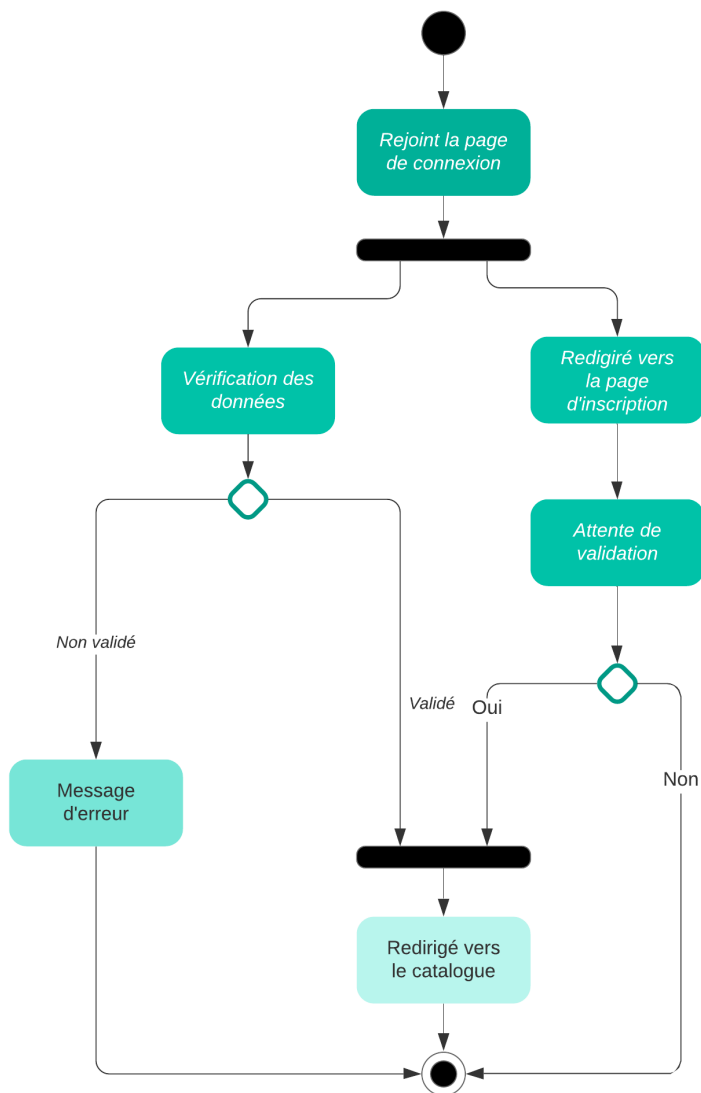 Rejoint la page
de connexion
Vérification des
données
Redigiré vers
la page
d'inscription
Attente de
validation
Non validé
Validé
Oui
Non
Message
d'erreur
Redirigé vers
le catalogue